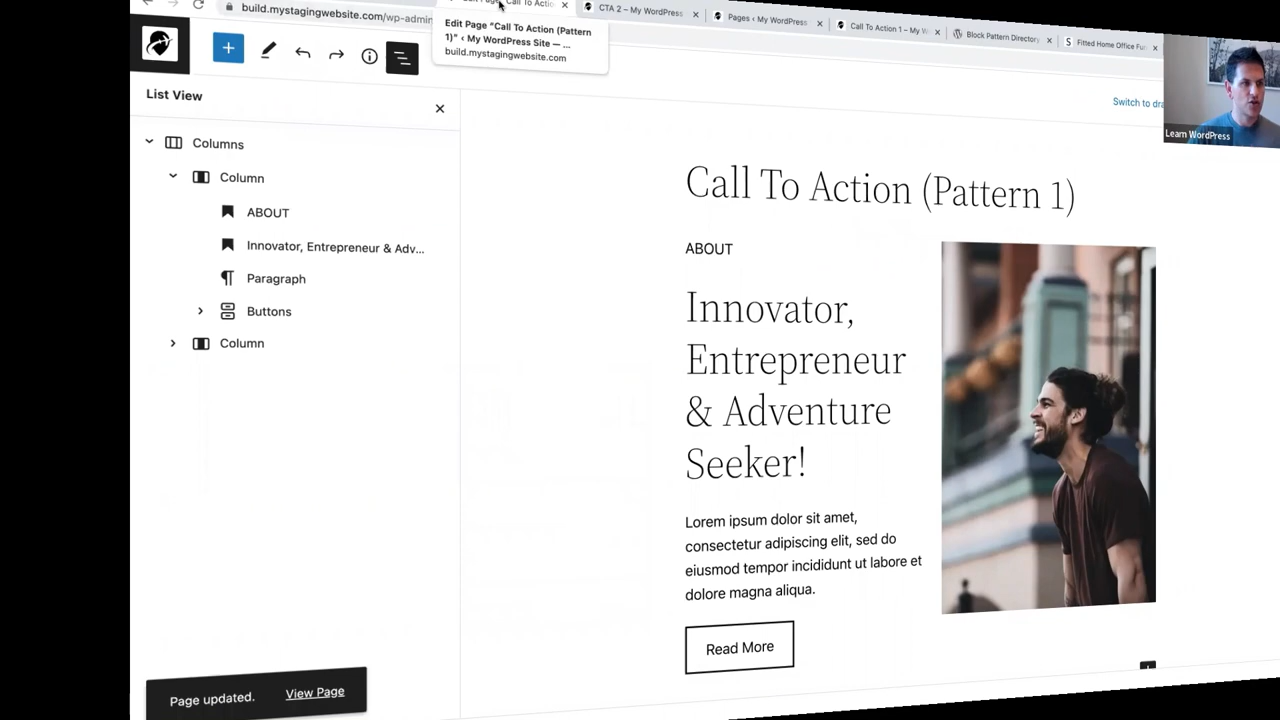 build.mystagingwebsite.com/wp-admin
CTA 2 – My WordPress
Pages ‹ My WordPress
Call To Action 1 – My W
Block Pattern Directory
Fitted Home Office Fu
Edit Page “Call To Action (Pattern
1)” ‹ My WordPress Site — ...
build.mystagingwebsite.com
Switch to dra
Learn WordPress
List View
Columns
Column
ABOUT
Innovator, Entrepreneur & Adv...
Paragraph
Buttons
Column
Call To Action (Pattern 1)
ABOUT
Innovator,
Entrepreneur
& Adventure
Seeker!
Lorem ipsum dolor sit amet,
consectetur adipiscing elit, sed do
eiusmod tempor incididunt ut labore et
dolore magna aliqua.
Read More
Page updated. View Page